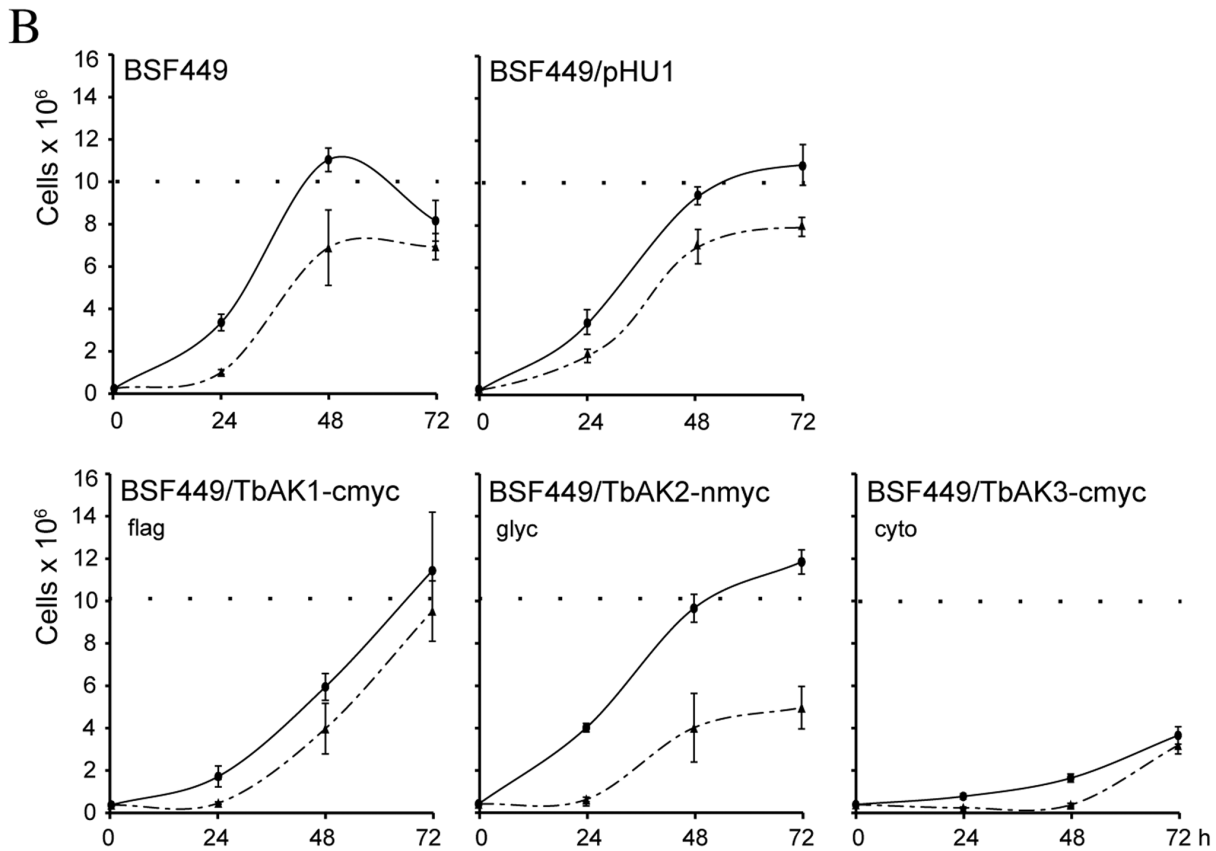 B
BSF449
BSF449/pHU1
Cells x 10⁶
16
14
12
10
8
6
4
2
0
0 24 48 72
0 24 48 72
BSF449/TbAK1-cmyc
flag
BSF449/TbAK2-nmyc
glyc
BSF449/TbAK3-cmyc
cyto
Cells x 10⁶
16
14
12
10
8
6
4
2
0
0 24 48 72
0 24 48 72
0 24 48 72 h